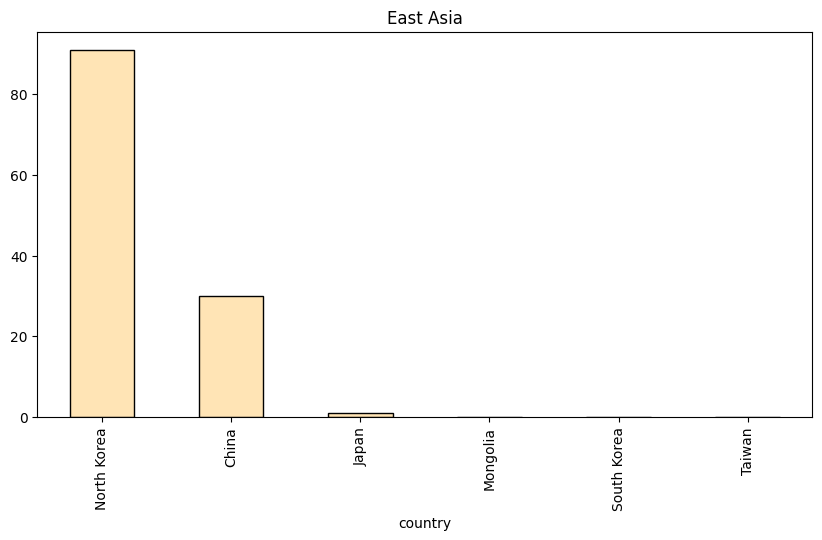 East Asia
80
60
40
20
0
North Korea
China
Japan
Mongolia
South Korea
Taiwan
country